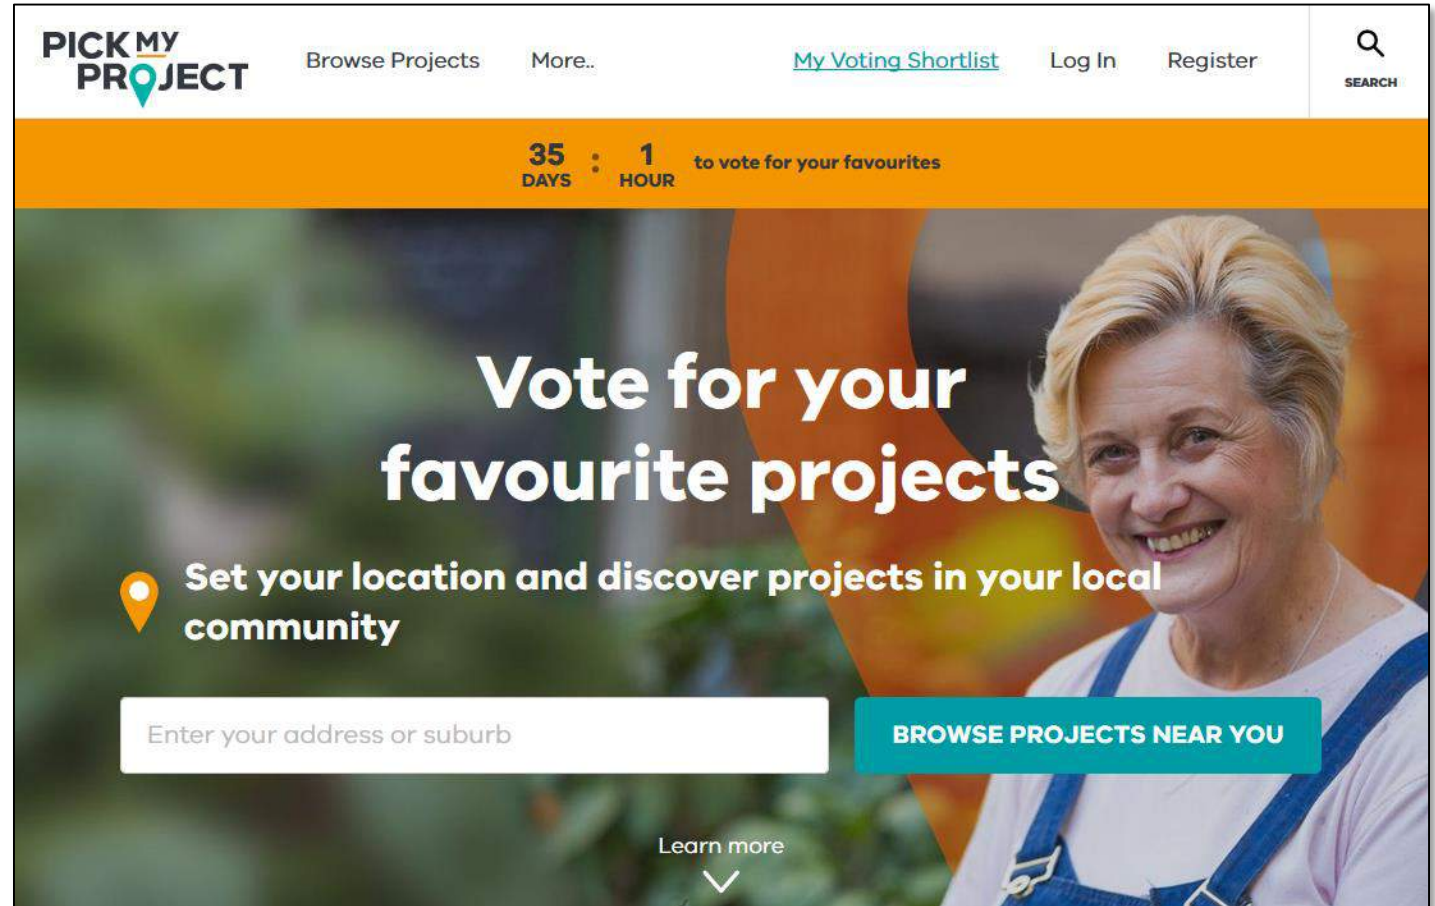 PICK MY
PROJECT
Browse Projects
More..
My Voting Shortlist
Log In
Register
SEARCH
35 : 1 to vote for your favourites
DAYS HOUR
Vote for your
favourite projects
Set your location and discover projects in your local
community
Enter your address or suburb
BROWSE PROJECTS NEAR YOU
Learn more